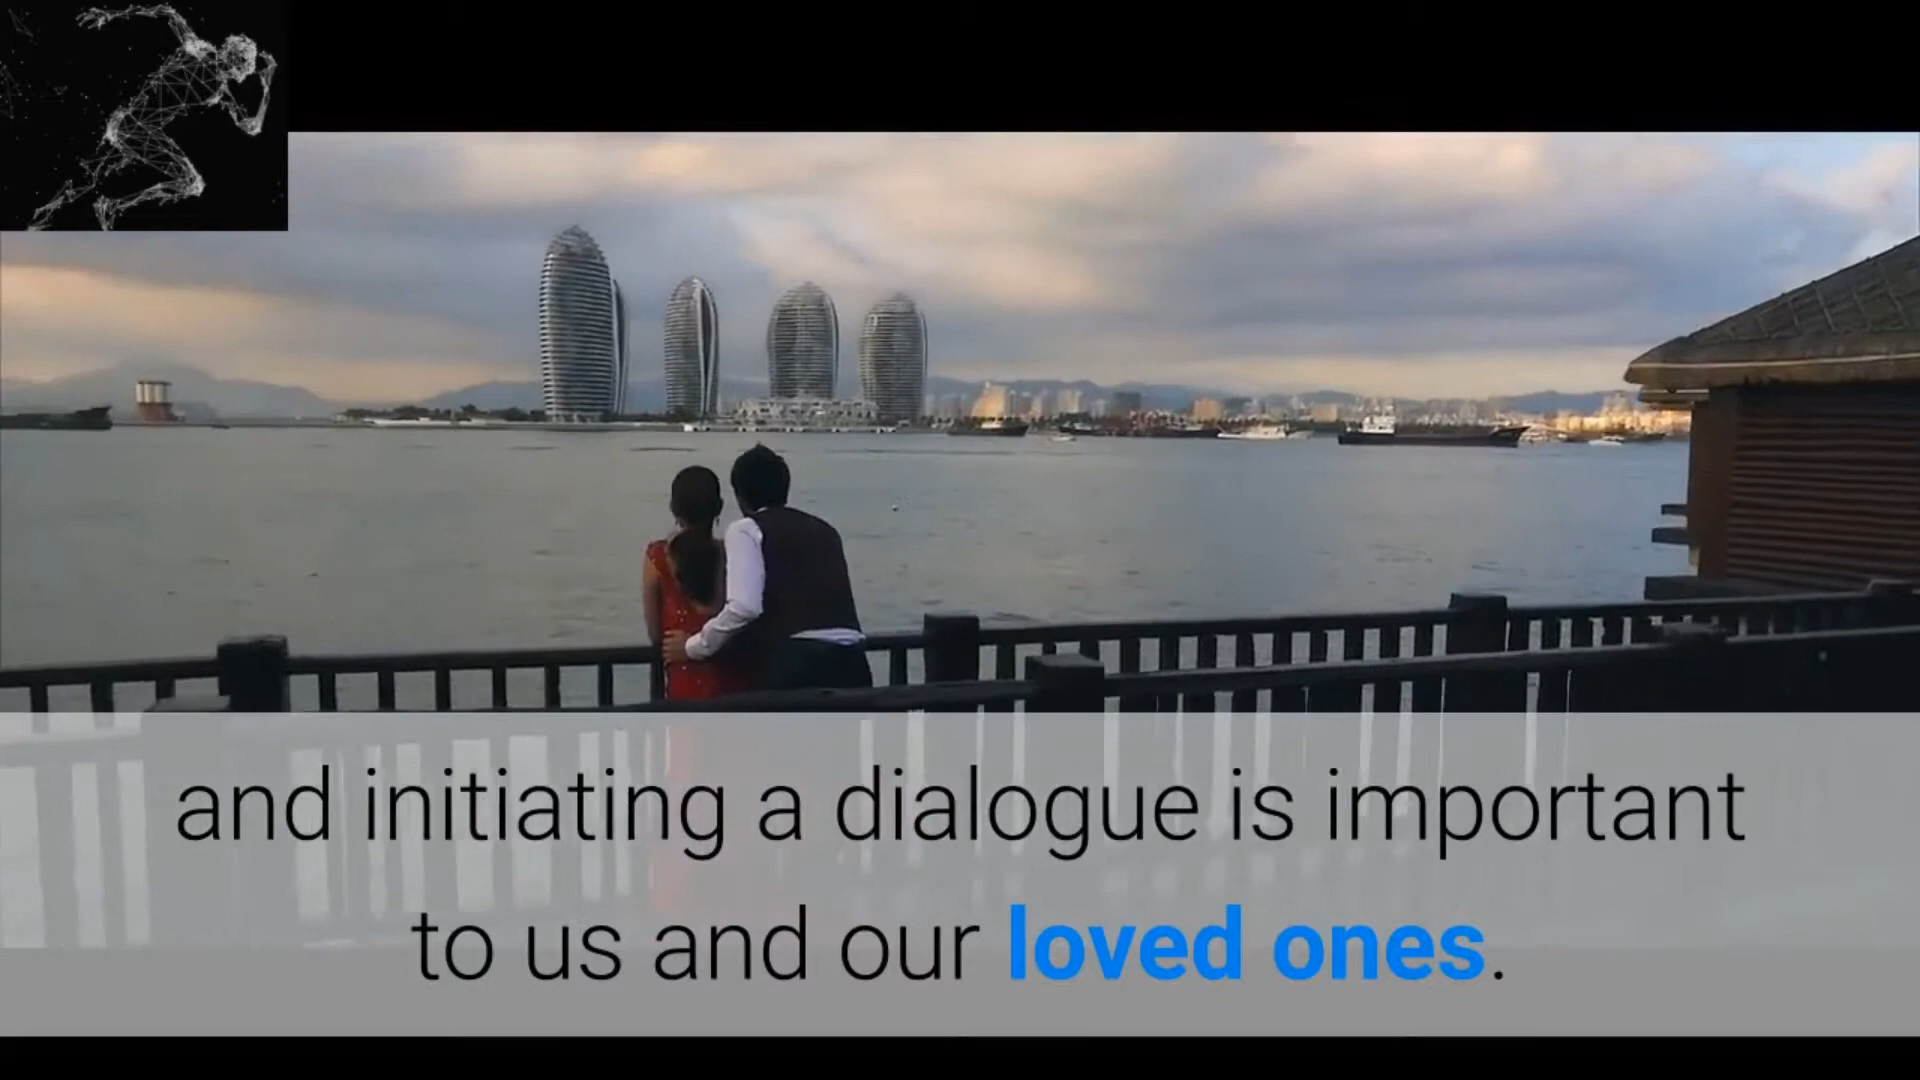 and initiating a dialogue is important
to us and our loved ones.